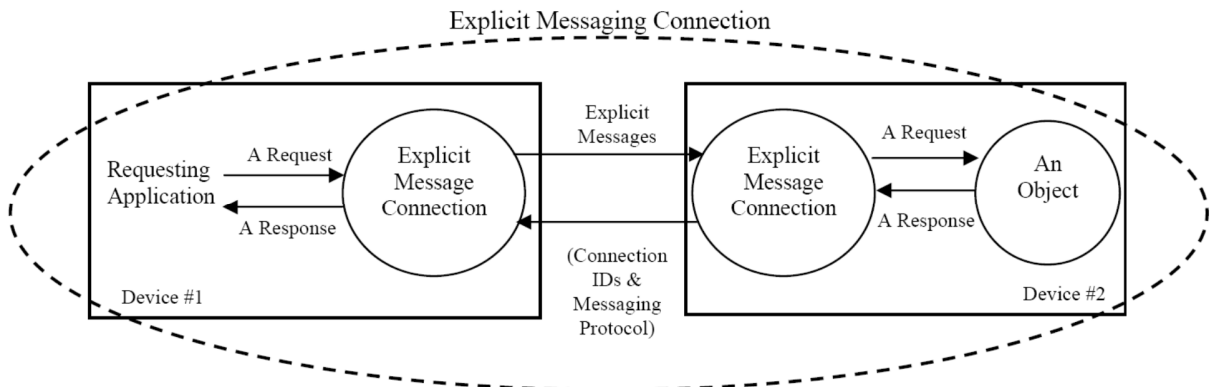 Explicit Messaging Connection
Requesting
Application
A Request
A Response
Explicit
Message
Connection
Device #1
Explicit
Messages
(Connection
IDs &
Messaging
Protocol)
Explicit
Message
Connection
A Request
A Response
An
Object
Device #2